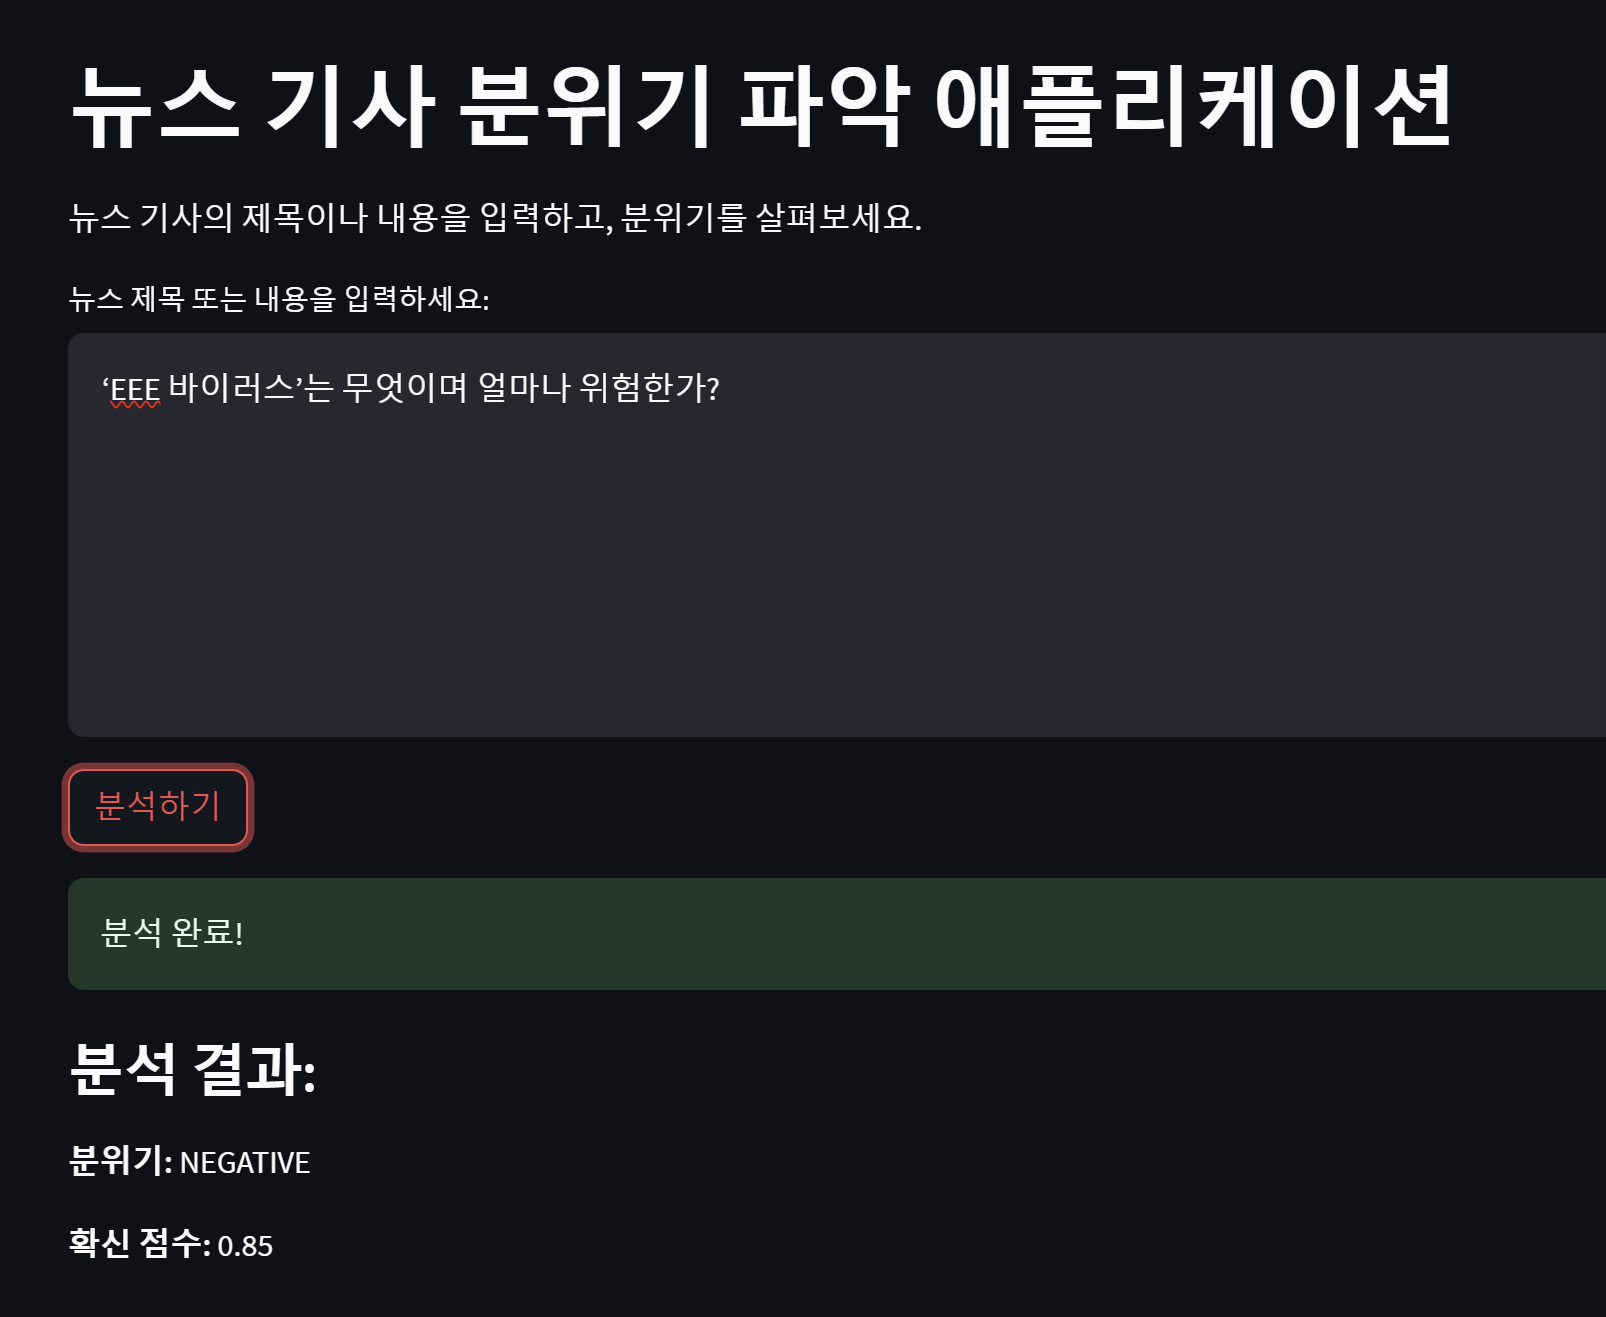 뉴스 기사 분위기 파악 애플리케이션
뉴스 기사의 제목이나 내용을 입력하고, 분위기를 살펴보세요.
뉴스 제목 또는 내용을 입력하세요:
‘EEE 바이러스’는 무엇이며 얼마나 위험한가?
분석하기
분석 완료!
분석 결과:
분위기: NEGATIVE
확신 점수: 0.85